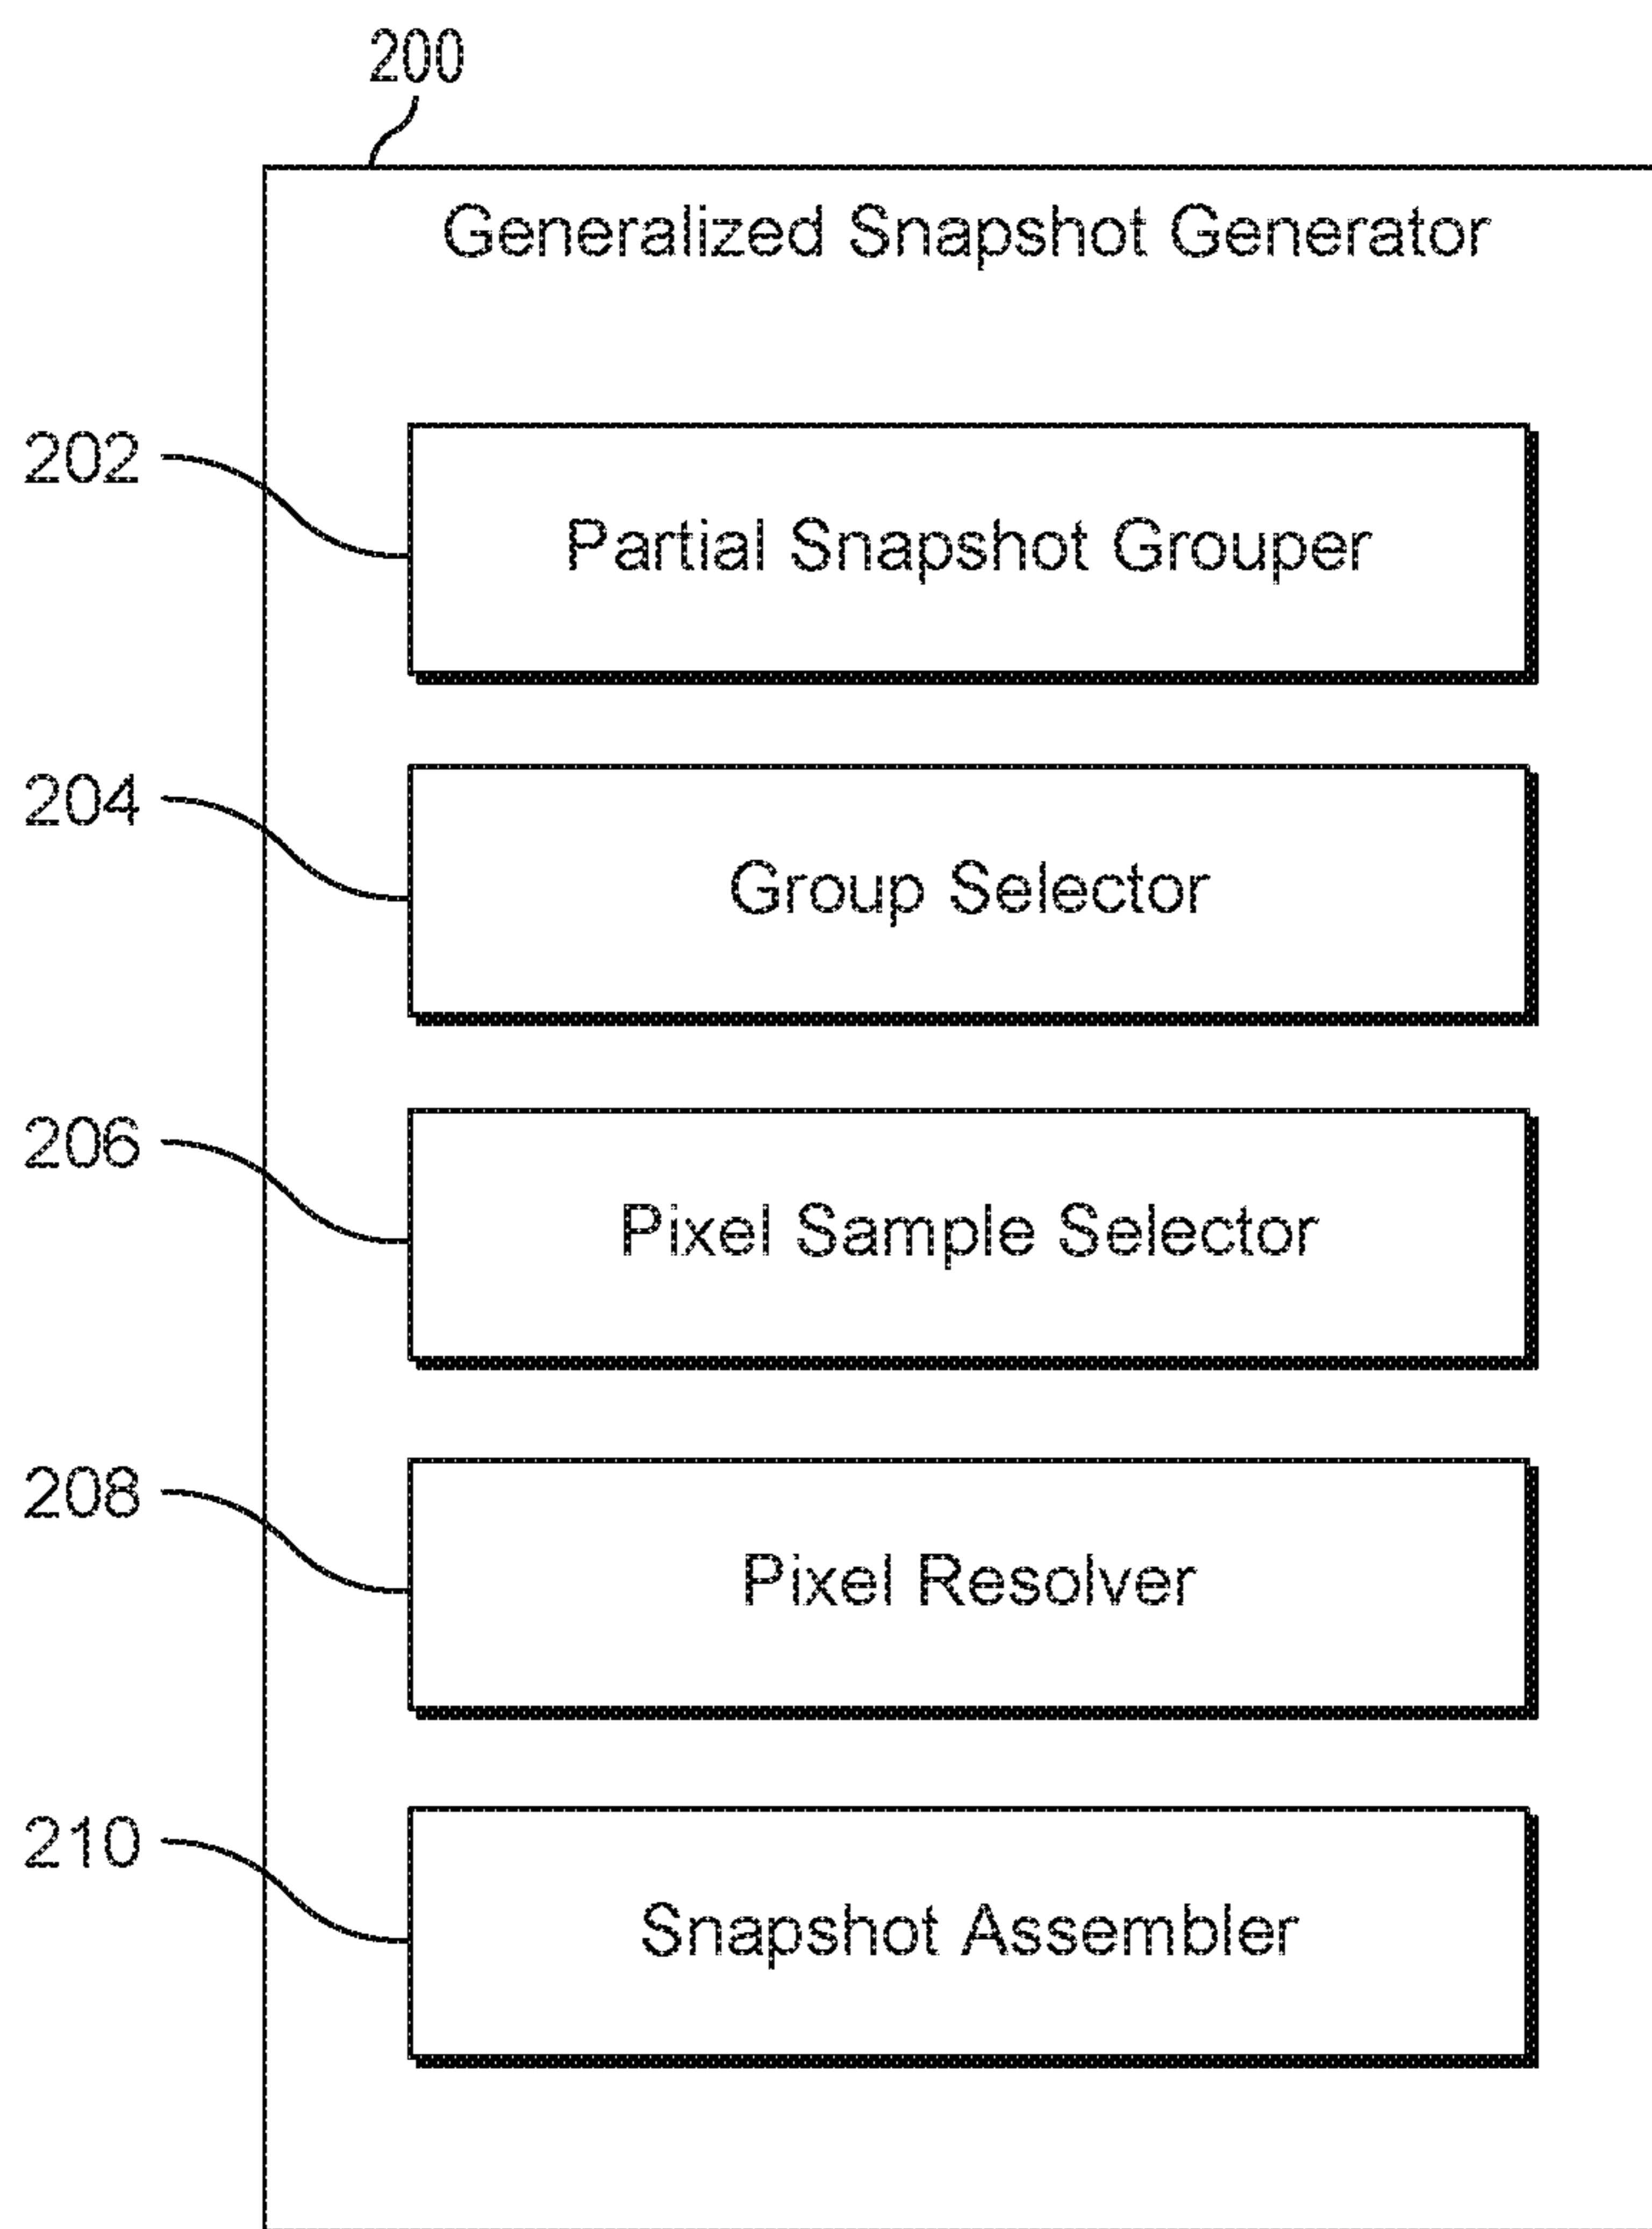 200
Generalized Snapshot Generator
202
Partial Snapshot Grouper
204
Group Selector
206
Pixel Sample Selector
208
Pixel Resolver
210
Snapshot Assembler